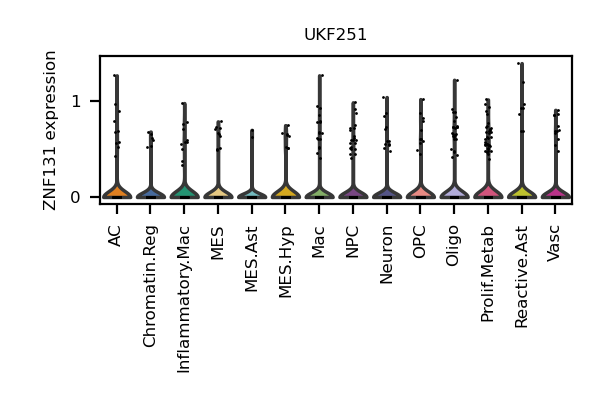 UKF251
ZNF131 expression
1
0
AC
Chromatin.Reg
Inflammatory.Mac
MES
MES.Ast
MES.Hyp
Mac
NPC
Neuron
OPC
Oligo
Prolif.Metab
Reactive.Ast
Vasc